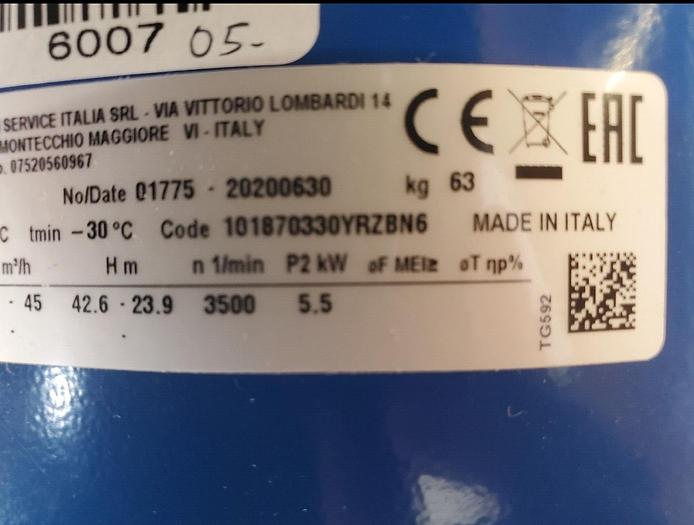 6007 05-
SERVICE ITALIA SRL - VIA VITTORIO LOMBARDI 14
MONTECCHIO MAGGIORE VI - ITALY
o. 07520560967
CE EAC
No/Date 01775 - 20200630 kg 63
C tmin -30 °C Code 101870330YRZBN6 MADE IN ITALY
m³/h H m n 1/min P2 kW øF MEI≥ øT ηp%
- 45 42.6 - 23.9 3500 5.5
TG592